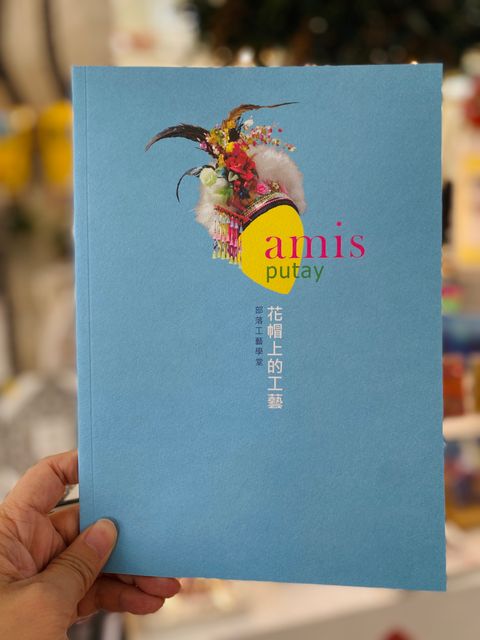 amis
putay
花帽上的工藝
部落工藝學堂